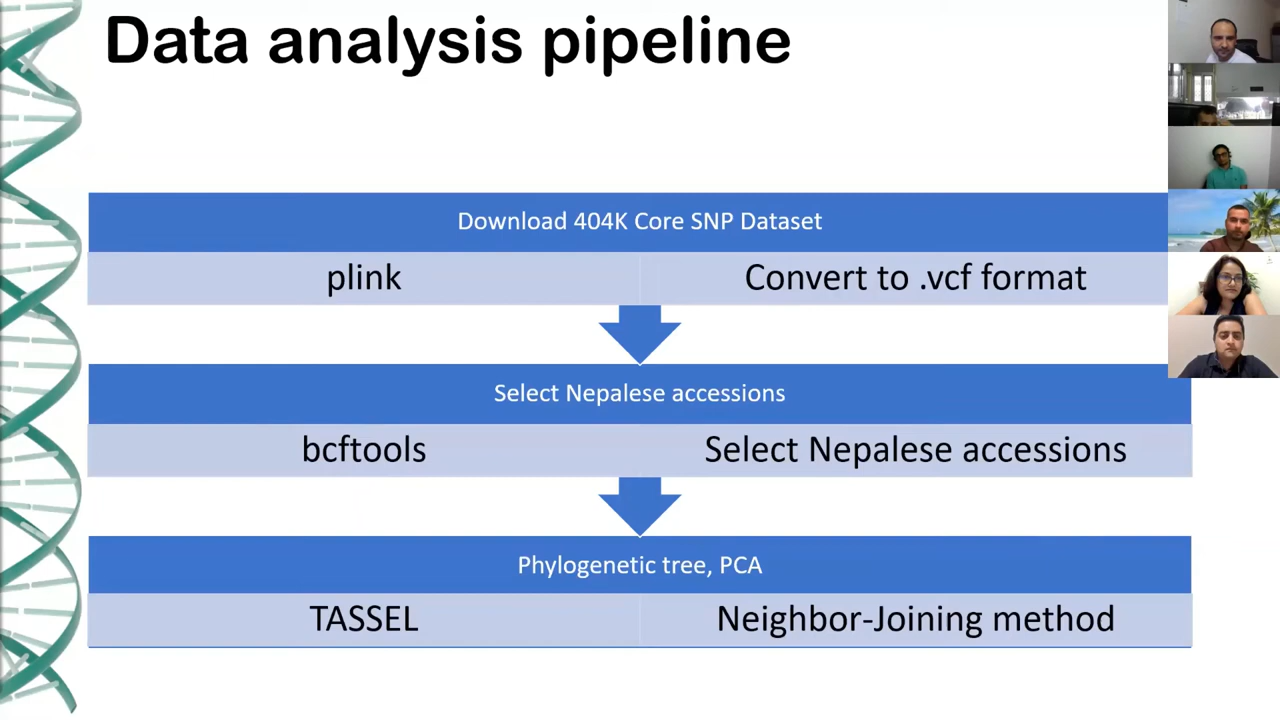 Data analysis pipeline
Download 404K Core SNP Dataset
plink
Convert to .vcf format
Select Nepalese accessions
bcftools
Select Nepalese accessions
Phylogenetic tree, PCA
TASSEL
Neighbor-Joining method